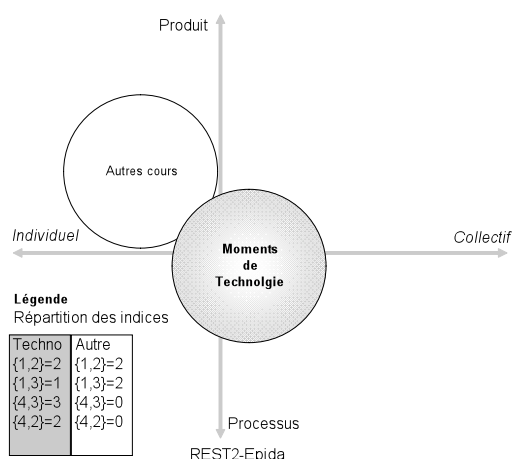 Produit
Autres cours
Individuel
Collectif
Moments
de
Technolgie
Légende
Répartition des indices
Techno Autre
{1,2}=2 {1,2}=2
{1,3}=1 {1,3}=2
{4,3}=3 {4,3}=0
{4,2}=2 {4,2}=0
Processus
REST2-Epida